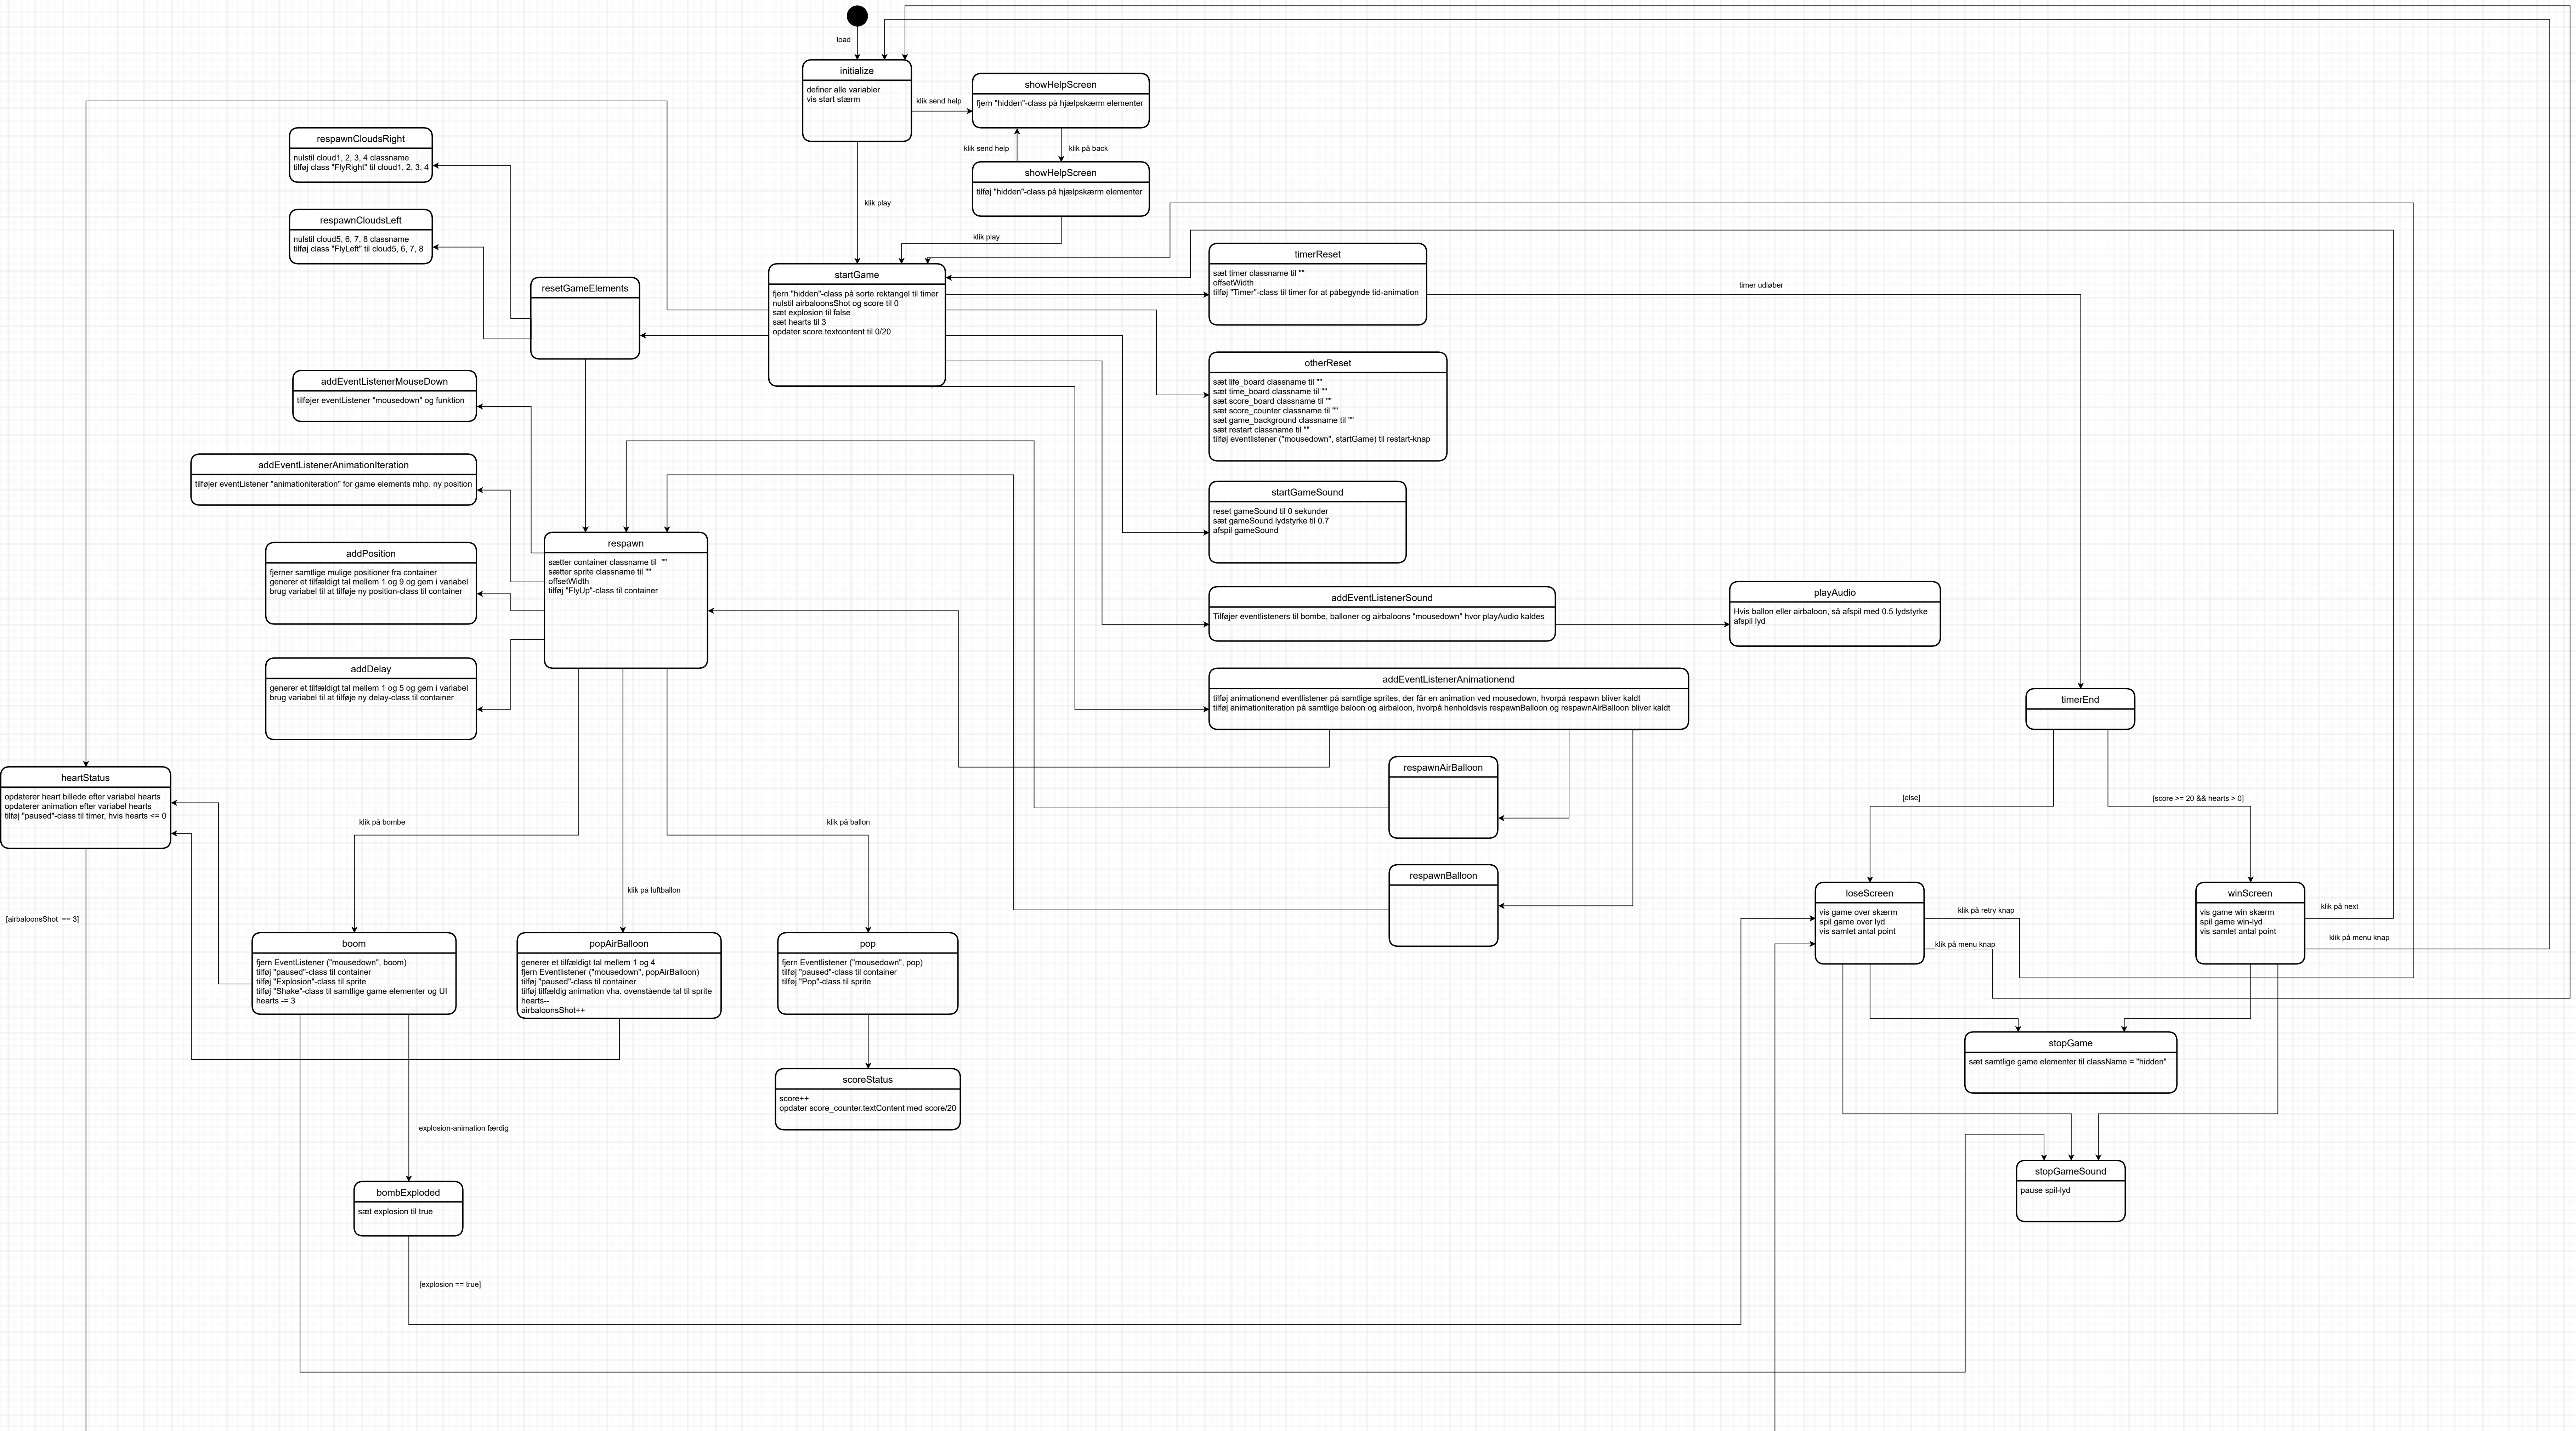 load
initialize
definer alle variabler
vis start stærm
klik send help
showHelpScreen
fjern "hidden"-class på hjælpskærm elementer
klik send help
klik på back
showHelpScreen
tilføj "hidden"-class på hjælpskærm elementer
klik play
klik play
respawnCloudsRight
nulstil cloud1, 2, 3, 4 classname
tilføj class "FlyRight" til cloud1, 2, 3, 4
respawnCloudsLeft
nulstil cloud5, 6, 7, 8 classname
tilføj class "FlyLeft" til cloud5, 6, 7, 8
resetGameElements
startGame
fjern "hidden"-class på sorte rektangel til timer
nulstil airbaloonsShot og score til 0
sæt explosion til false
sæt hearts til 3
opdater score.textcontent til 0/20
timerReset
sæt timer classname til ""
offsetWidth
tilføj "Timer"-class til timer for at påbegynde tid-animation
timer udløber
otherReset
sæt life_board classname til ""
sæt time_board classname til ""
sæt score_board classname til ""
sæt score_counter classname til ""
sæt game_background classname til ""
sæt restart classname til ""
tilføj eventlistener ("mousedown", startGame) til restart-knap
addEventListenerMouseDown
tilføjer eventListener "mousedown" og funktion
addEventListenerAnimationIteration
tilføjer eventListener "animationiteration" for game elements mhp. ny position
startGameSound
reset gameSound til 0 sekunder
sæt gameSound lydstyrke til 0.7
afspil gameSound
addPosition
fjerner samtlige mulige positioner fra container
generer et tilfældigt tal mellem 1 og 9 og gem i variabel
brug variabel til at tilføje ny position-class til container
respawn
sætter container classname til  ""
sætter sprite classname til ""
offsetWidth
tilføj "FlyUp"-class til container
addEventListenerSound
Tilføjer eventlisteners til bombe, balloner og airbaloons "mousedown" hvor playAudio kaldes
playAudio
Hvis ballon eller airbaloon, så afspil med 0.5 lydstyrke
afspil lyd
addDelay
generer et tilfældigt tal mellem 1 og 5 og gem i variabel
brug variabel til at tilføje ny delay-class til container
addEventListenerAnimationend
tilføj animationend eventlistener på samtlige sprites, der får en animation ved mousedown, hvorpå respawn bliver kaldt
tilføj animationiteration på samtlige baloon og airbaloon, hvorpå henholdsvis respawnBalloon og respawnAirBalloon bliver kaldt
timerEnd
heartStatus
opdaterer heart billede efter variabel hearts
opdaterer animation efter variabel hearts
tilføj "paused"-class til timer, hvis hearts <= 0
respawnAirBalloon
[else]
[score >= 20 && hearts > 0]
klik på bombe
klik på ballon
klik på luftballon
respawnBalloon
[airbaloonsShot  == 3]
loseScreen
vis game over skærm
spil game over lyd
vis samlet antal point
klik på retry knap
klik på menu knap
winScreen
vis game win skærm
spil game win-lyd
vis samlet antal point
klik på next
klik på menu knap
boom
fjern EventListener ("mousedown", boom)
tilføj "paused"-class til container
tilføj "Explosion"-class til sprite
tilføj "Shake"-class til samtlige game elementer og UI
hearts -= 3
popAirBalloon
generer et tilfældigt tal mellem 1 og 4
fjern Eventlistener ("mousedown", popAirBalloon)
tilføj "paused"-class til container
tilføj tilfældig animation vha. ovenstående tal til sprite
hearts--
airbaloonsShot++
pop
fjern Eventlistener ("mousedown", pop)
tilføj "paused"-class til container
tilføj "Pop"-class til sprite
stopGame
sæt samtlige game elementer til className = "hidden"
scoreStatus
score++
opdater score_counter.textContent med score/20
explosion-animation færdig
stopGameSound
pause spil-lyd
bombExploded
sæt explosion til true
[explosion == true]